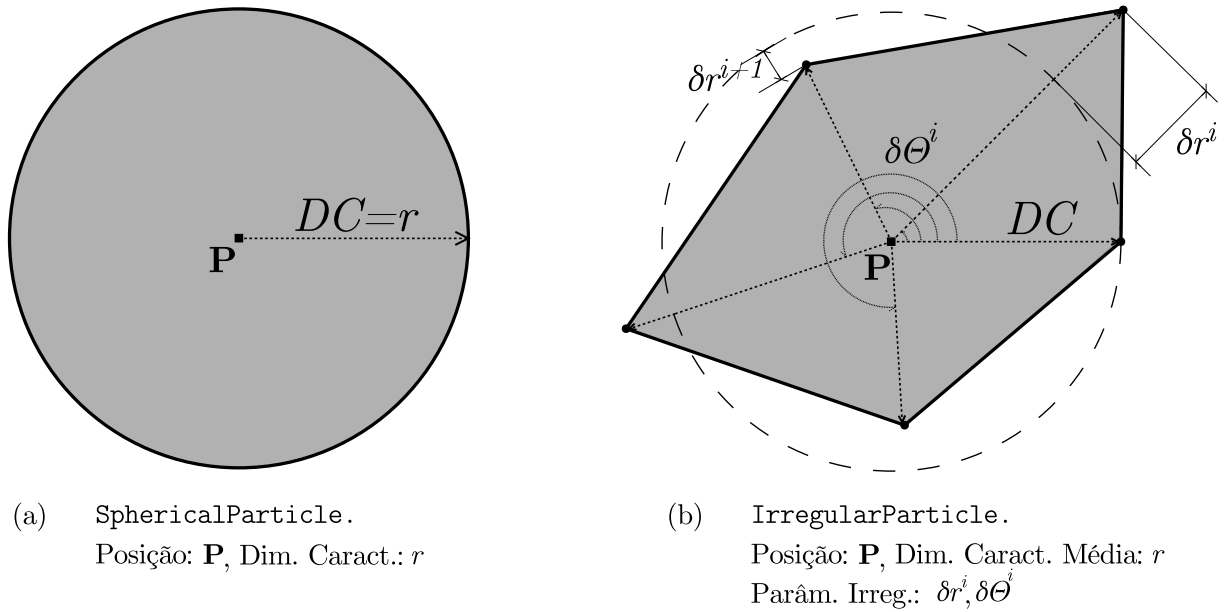 DC=r
P
(a) SphericalParticle.
Posição: P, Dim. Caract.: r
δr^{i+1}
δΘ^i
δr^i
DC
P
(b) IrregularParticle.
Posição: P, Dim. Caract. Média: r
Parâm. Irreg.: δr^i,δΘ^i